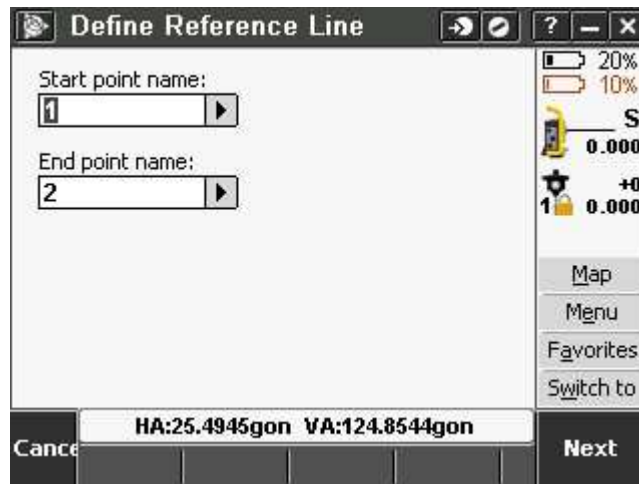 Define Reference Line
?
Start point name:
1
End point name:
2
20%
10%
S
0.000
+0
1 0.000
Map
Menu
Favorites
Switch to
HA:25.4945gon VA:124.8544gon
Cance
Next